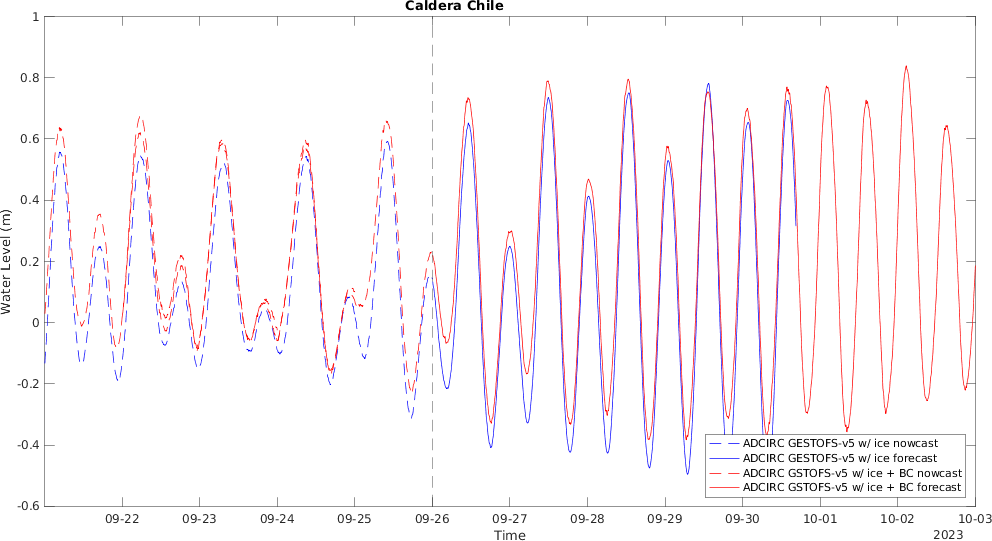 Caldera Chile
1
0.8
0.6
0.4
0.2
0
-0.2
-0.4
-0.6
Water Level (m)
ADCIRC GESTOFS-v5 w/ ice nowcast
ADCIRC GESTOFS-v5 w/ ice forecast
ADCIRC GSTOFS-v5 w/ ice + BC nowcast
ADCIRC GSTOFS-v5 w/ ice + BC forecast
09-22 09-23 09-24 09-25 09-26 09-27 09-28 09-29 09-30 10-01 10-02 10-03
Time
2023